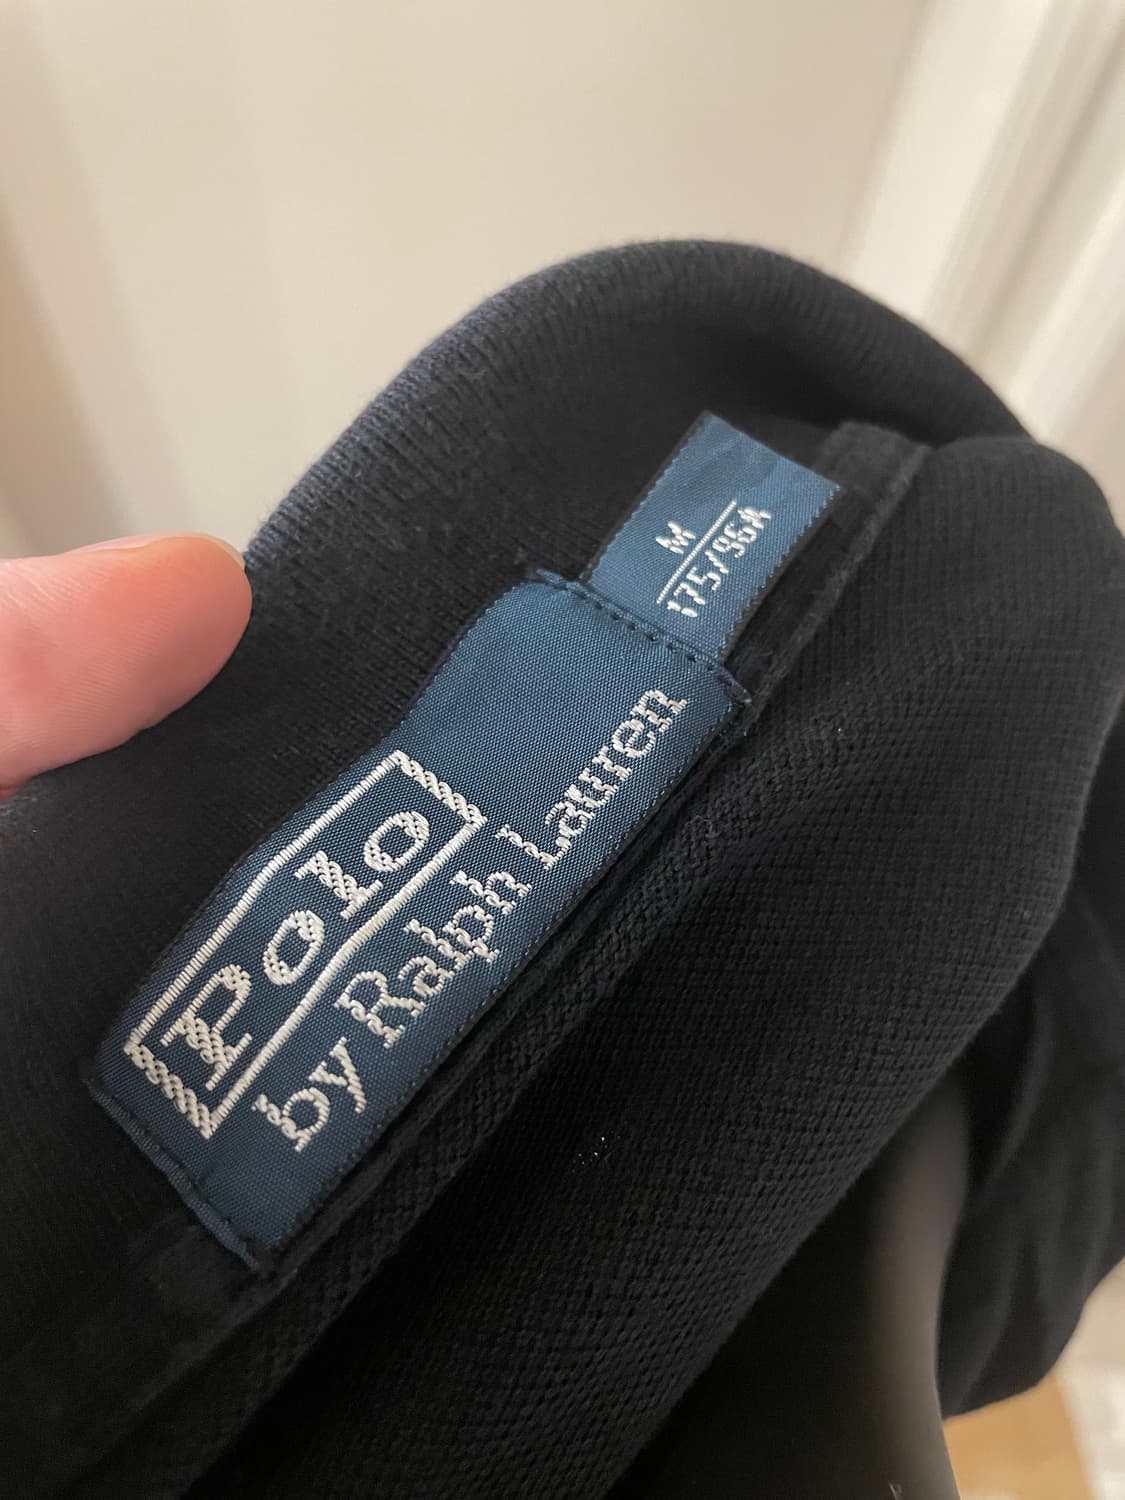 M
175/96A
Polo
by Ralph Lauren